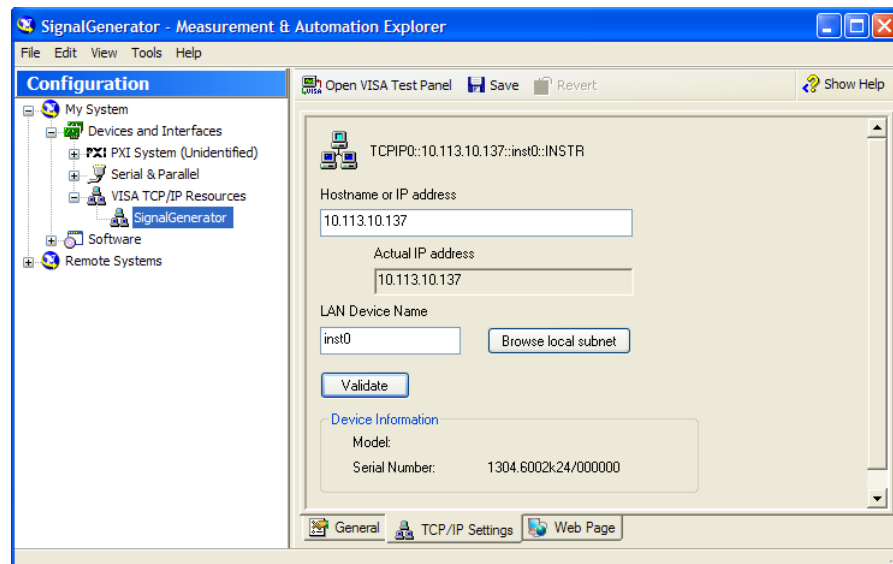 SignalGenerator - Measurement & Automation Explorer
File Edit View Tools Help
Configuration
My System
Devices and Interfaces
PXI PXI System (Unidentified)
Serial & Parallel
VISA TCP/IP Resources
SignalGenerator
Software
Remote Systems
VISA Open VISA Test Panel Save Revert Show Help
TCPIP0::10.113.10.137::inst0::INSTR
Hostname or IP address
10.113.10.137
Actual IP address
10.113.10.137
LAN Device Name
inst0 Browse local subnet
Validate
Device Information
Model:
Serial Number: 1304.6002k24/000000
General TCP/IP Settings Web Page